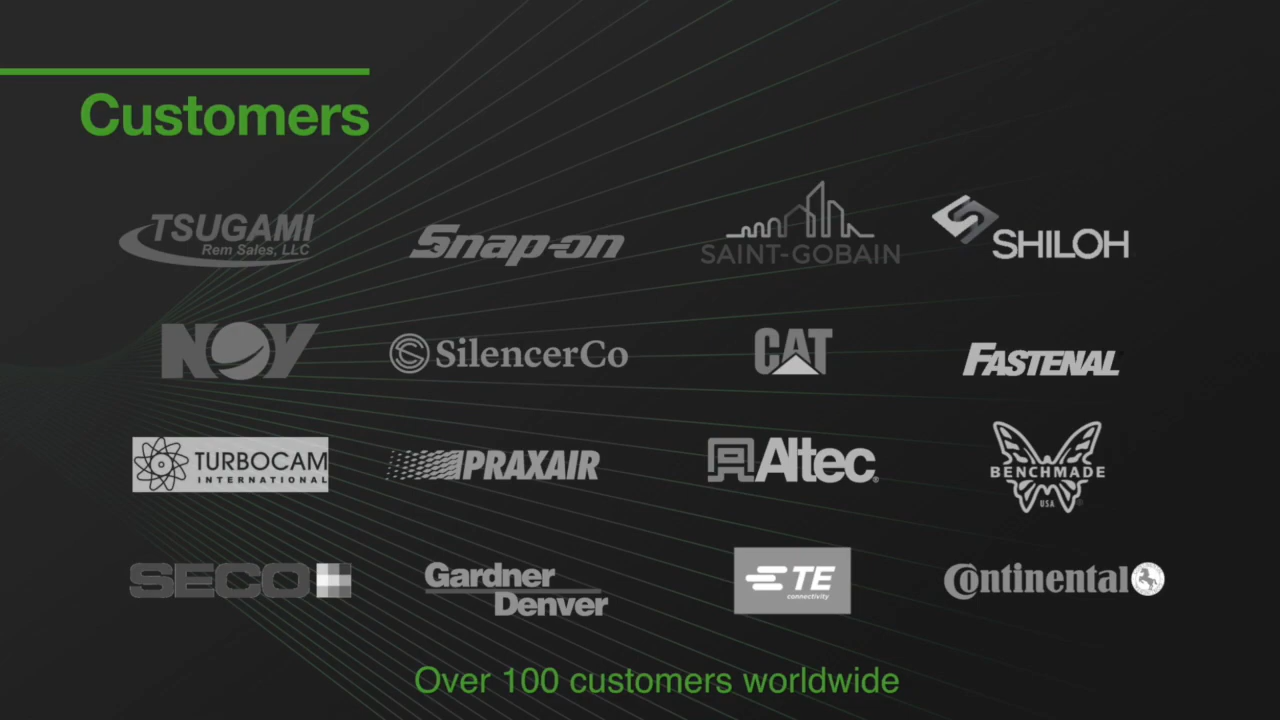 Customers
TSUGAMI
Rem Sales, LLC
Snap-on
SAINT-GOBAIN
SHILOH
NOV
SilencerCo
CAT
FASTENAL
TURBOCAM
INTERNATIONAL
PRAXAIR
Altec®
BENCHMADE
USA
SECO
Gardner
Denver
TE
connectivity
Continental
Over 100 customers worldwide